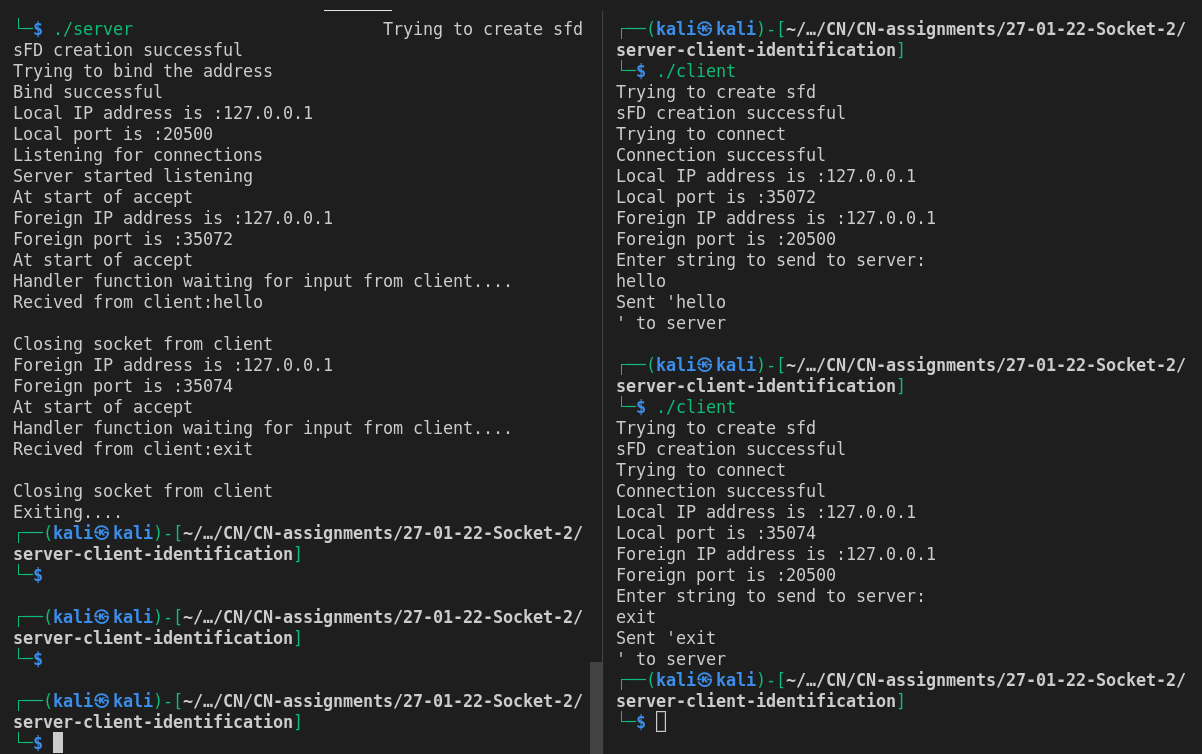 └─$ ./server                         Trying to create sfd
sFD creation successful
Trying to bind the address
Bind successful
Local IP address is :127.0.0.1
Local port is :20500
Listening for connections
Server started listening
At start of accept
Foreign IP address is :127.0.0.1
Foreign port is :35072
At start of accept
Handler function waiting for input from client....
Recived from client:hello

Closing socket from client
Foreign IP address is :127.0.0.1
Foreign port is :35074
At start of accept
Handler function waiting for input from client....
Recived from client:exit

Closing socket from client
Exiting....
┌──(kali㉿kali)-[~/…/CN/CN-assignments/27-01-22-Socket-2/
server-client-identification]
└─$

┌──(kali㉿kali)-[~/…/CN/CN-assignments/27-01-22-Socket-2/
server-client-identification]
└─$

┌──(kali㉿kali)-[~/…/CN/CN-assignments/27-01-22-Socket-2/
server-client-identification]
└─$
┌──(kali㉿kali)-[~/…/CN/CN-assignments/27-01-22-Socket-2/
server-client-identification]
└─$ ./client
Trying to create sfd
sFD creation successful
Trying to connect
Connection successful
Local IP address is :127.0.0.1
Local port is :35072
Foreign IP address is :127.0.0.1
Foreign port is :20500
Enter string to send to server:
hello
Sent 'hello
' to server

┌──(kali㉿kali)-[~/…/CN/CN-assignments/27-01-22-Socket-2/
server-client-identification]
└─$ ./client
Trying to create sfd
sFD creation successful
Trying to connect
Connection successful
Local IP address is :127.0.0.1
Local port is :35074
Foreign IP address is :127.0.0.1
Foreign port is :20500
Enter string to send to server:
exit
Sent 'exit
' to server
┌──(kali㉿kali)-[~/…/CN/CN-assignments/27-01-22-Socket-2/
server-client-identification]
└─$